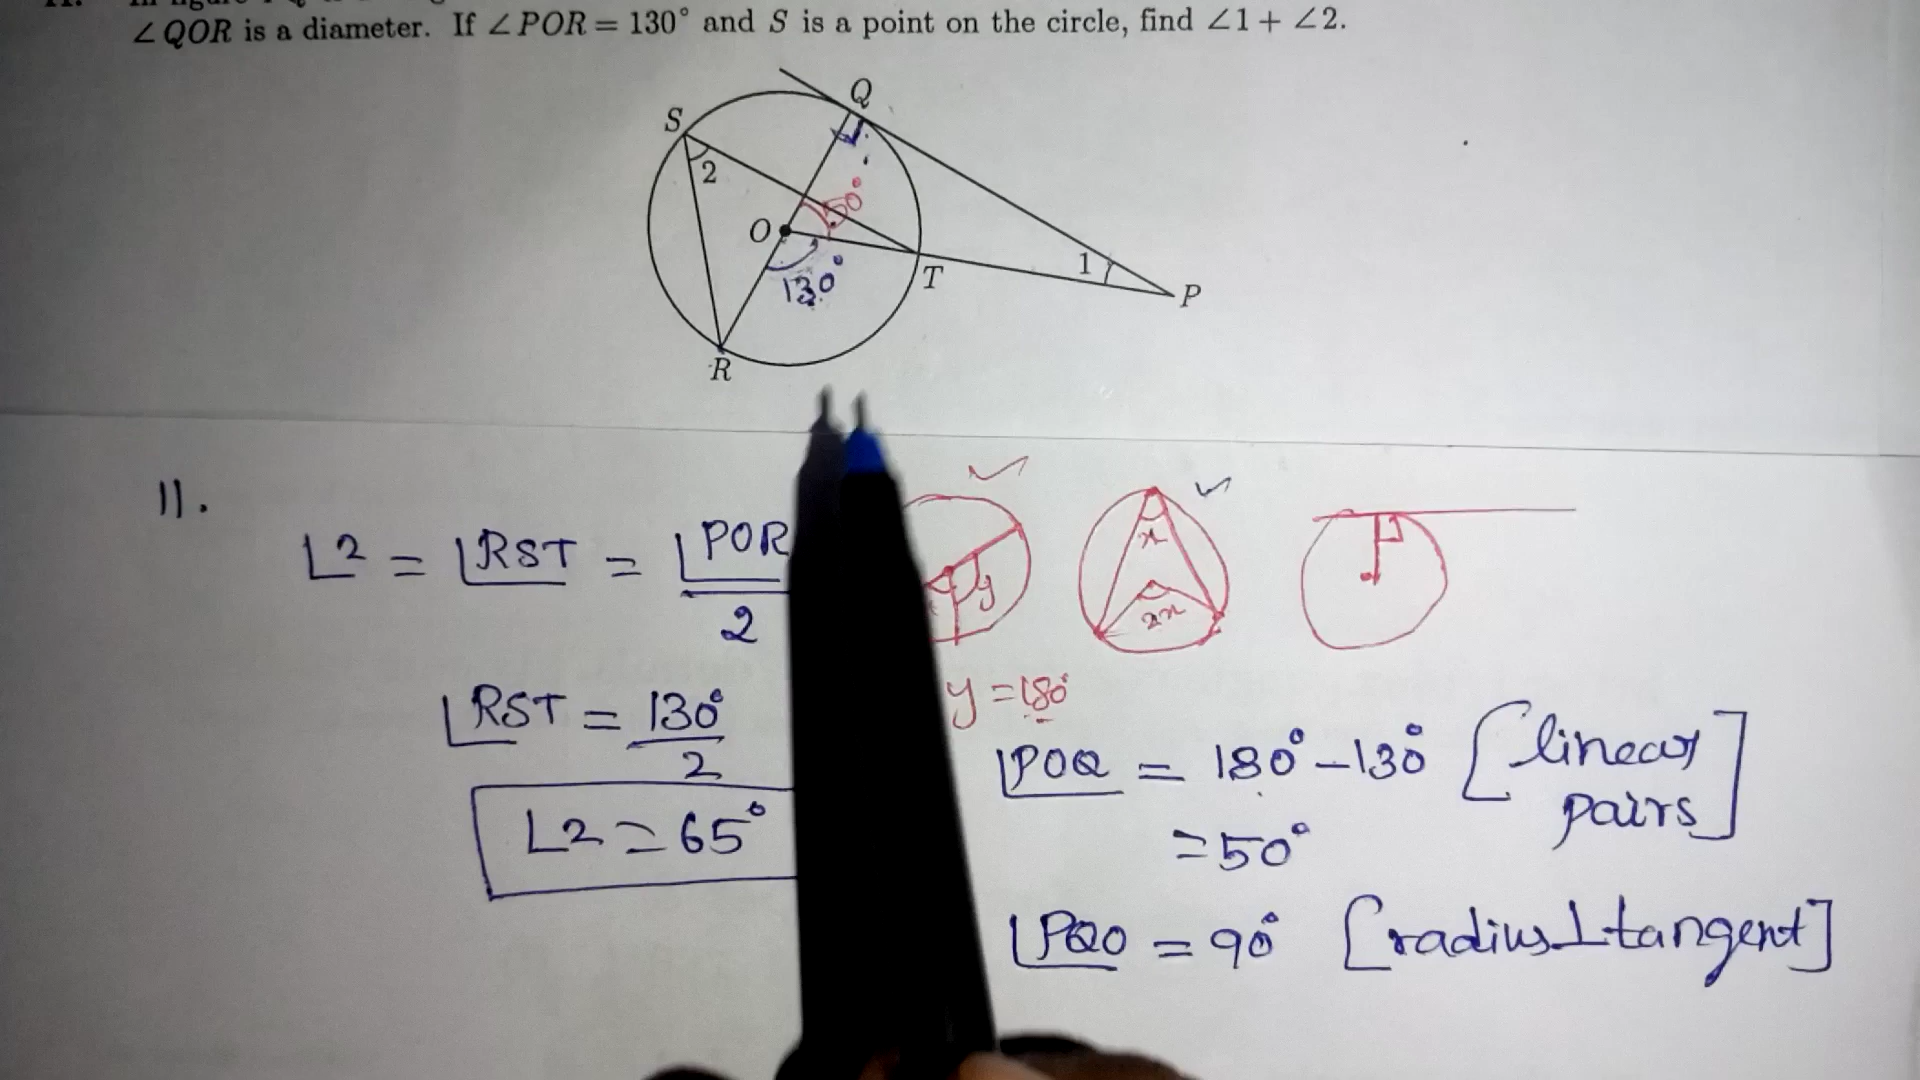 ∠QOR is a diameter. If ∠POR = 130° and S is a point on the circle, find ∠1 + ∠2.
Q
S
2
50°
O
130°
T
1
P
R
11.
∠2 = ∠RST = ∠POR
2
x
2x
y
∠RST = 130°
2
y = 180°
∠2 = 65°
∠POQ = 180° - 130° [linear
pairs]
= 50°
∠PQO = 90° [radius ⊥ tangent]